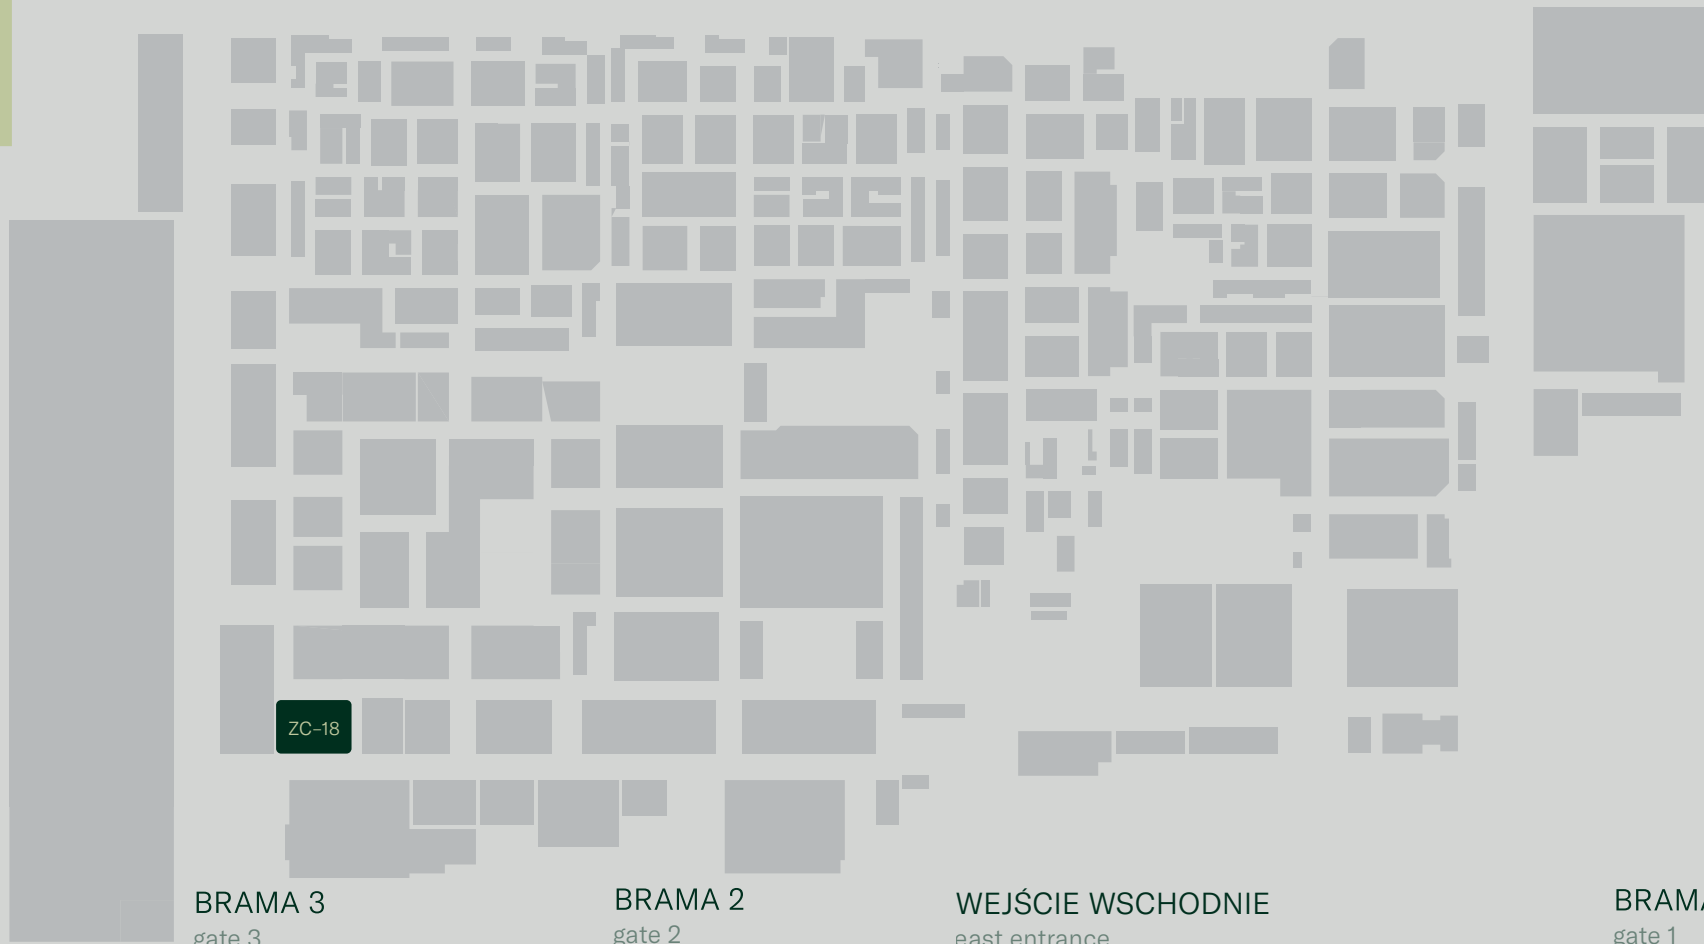 ZC-18
BRAMA 3
gate 3
BRAMA 2
gate 2
WEJŚCIE WSCHODNIE
east entrance
gate 1